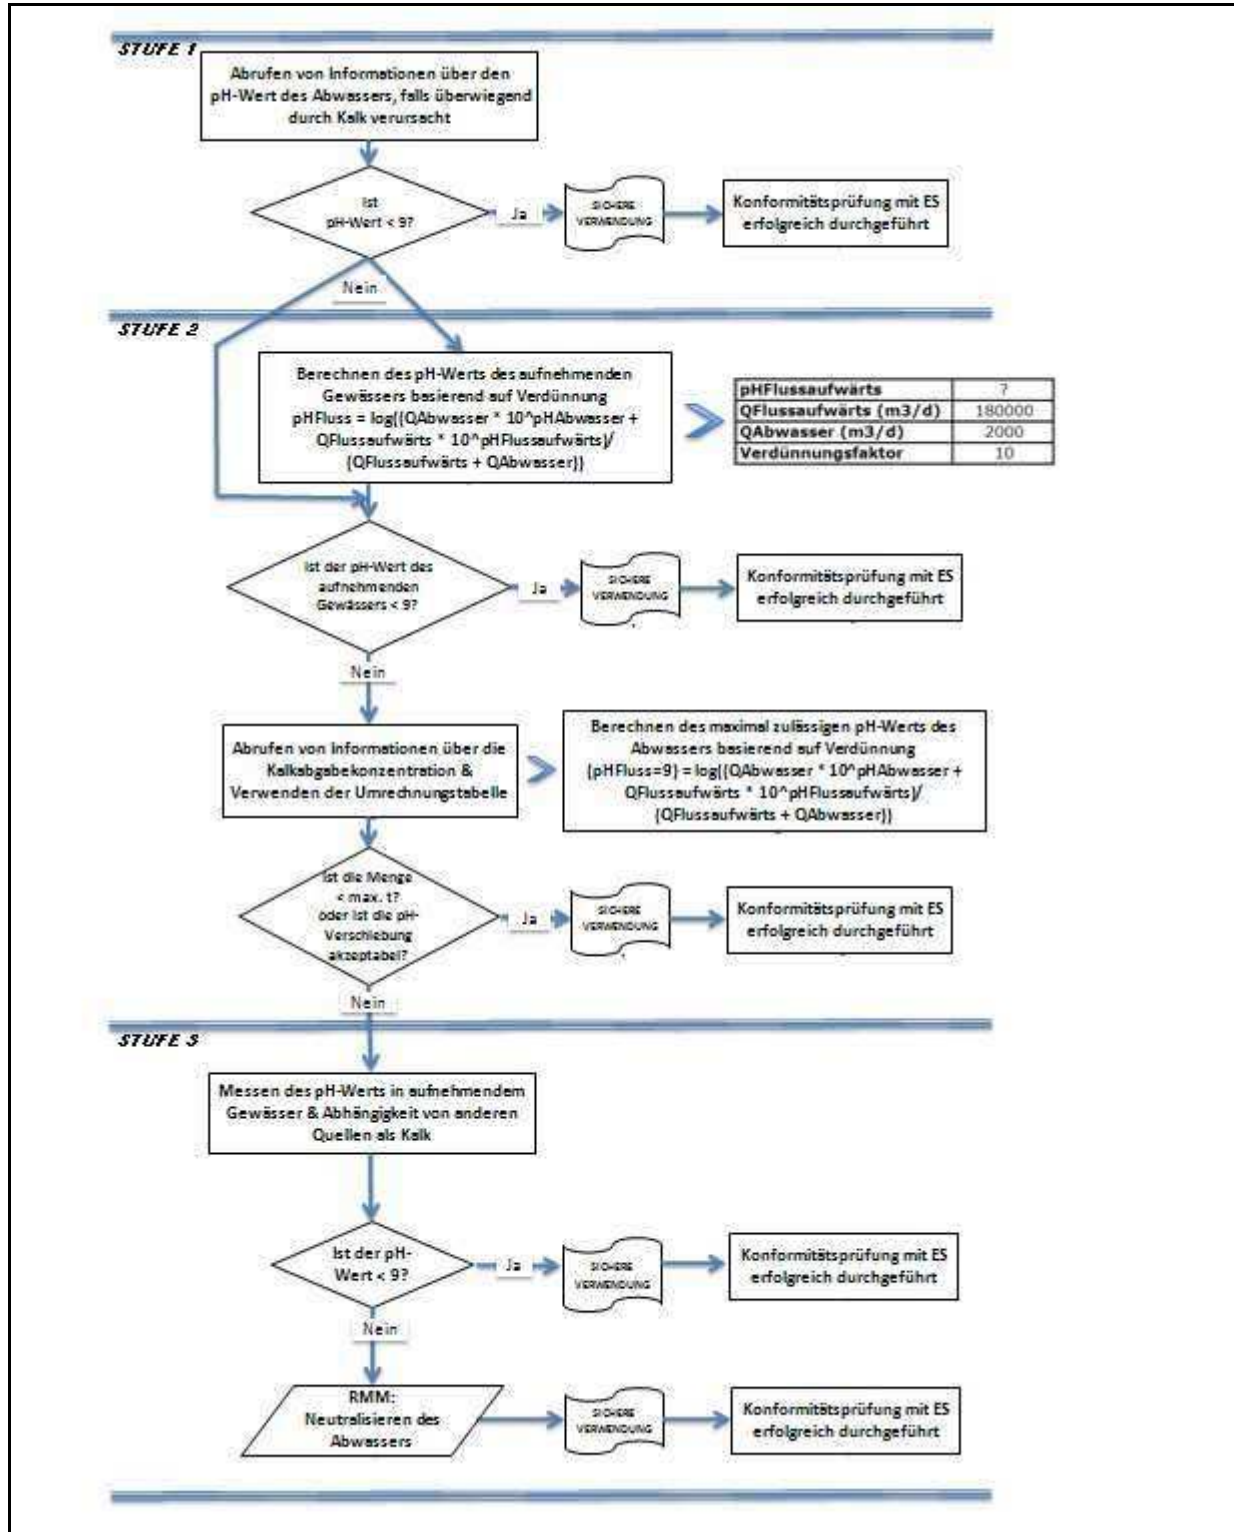 STUFE 1
Abrufen von Informationen über den
pH-Wert des Abwassers, falls überwiegend
durch Kalk verursacht
Ist
pH-Wert < 9?
Ja
SICHERE
VERWENDUNG
Konformitätsprüfung mit ES
erfolgreich durchgeführt
Nein
STUFE 2
Berechnen des pH-Werts des aufnehmenden
Gewässers basierend auf Verdünnung
pHFluss = log((QAbwasser * 10^pHAbwasser +
QFlussaufwärts * 10^pHFlussaufwärts)/
(QFlussaufwärts + QAbwasser))
pHFlussaufwärts ?
QFlussaufwärts (m3/d) 180000
QAbwasser (m3/d) 2000
Verdünnungsfaktor 10
Ist der pH-Wert des
aufnehmenden
Gewässers < 9?
Ja
SICHERE
VERWENDUNG
Konformitätsprüfung mit ES
erfolgreich durchgeführt
Nein
Abrufen von Informationen über die
Kalkabgabekonzentration &
Verwenden der Umrechnungstabelle
Berechnen des maximal zulässigen pH-Werts des
Abwassers basierend auf Verdünnung
(pHFluss=9) = log((QAbwasser * 10^pHAbwasser +
QFlussaufwärts * 10^pHFlussaufwärts)/
(QFlussaufwärts + QAbwasser))
Ist die Menge
< max. t?
oder ist die pH-
Verschiebung
akzeptabel?
Ja
SICHERE
VERWENDUNG
Konformitätsprüfung mit ES
erfolgreich durchgeführt
Nein
STUFE 3
Messen des pH-Werts in aufnehmendem
Gewässer & Abhängigkeit von anderen
Quellen als Kalk
Ist der pH-
Wert < 9?
Ja
SICHERE
VERWENDUNG
Konformitätsprüfung mit ES
erfolgreich durchgeführt
Nein
RMM:
Neutralisieren des
Abwassers
SICHERE
VERWENDUNG
Konformitätsprüfung mit ES
erfolgreich durchgeführt